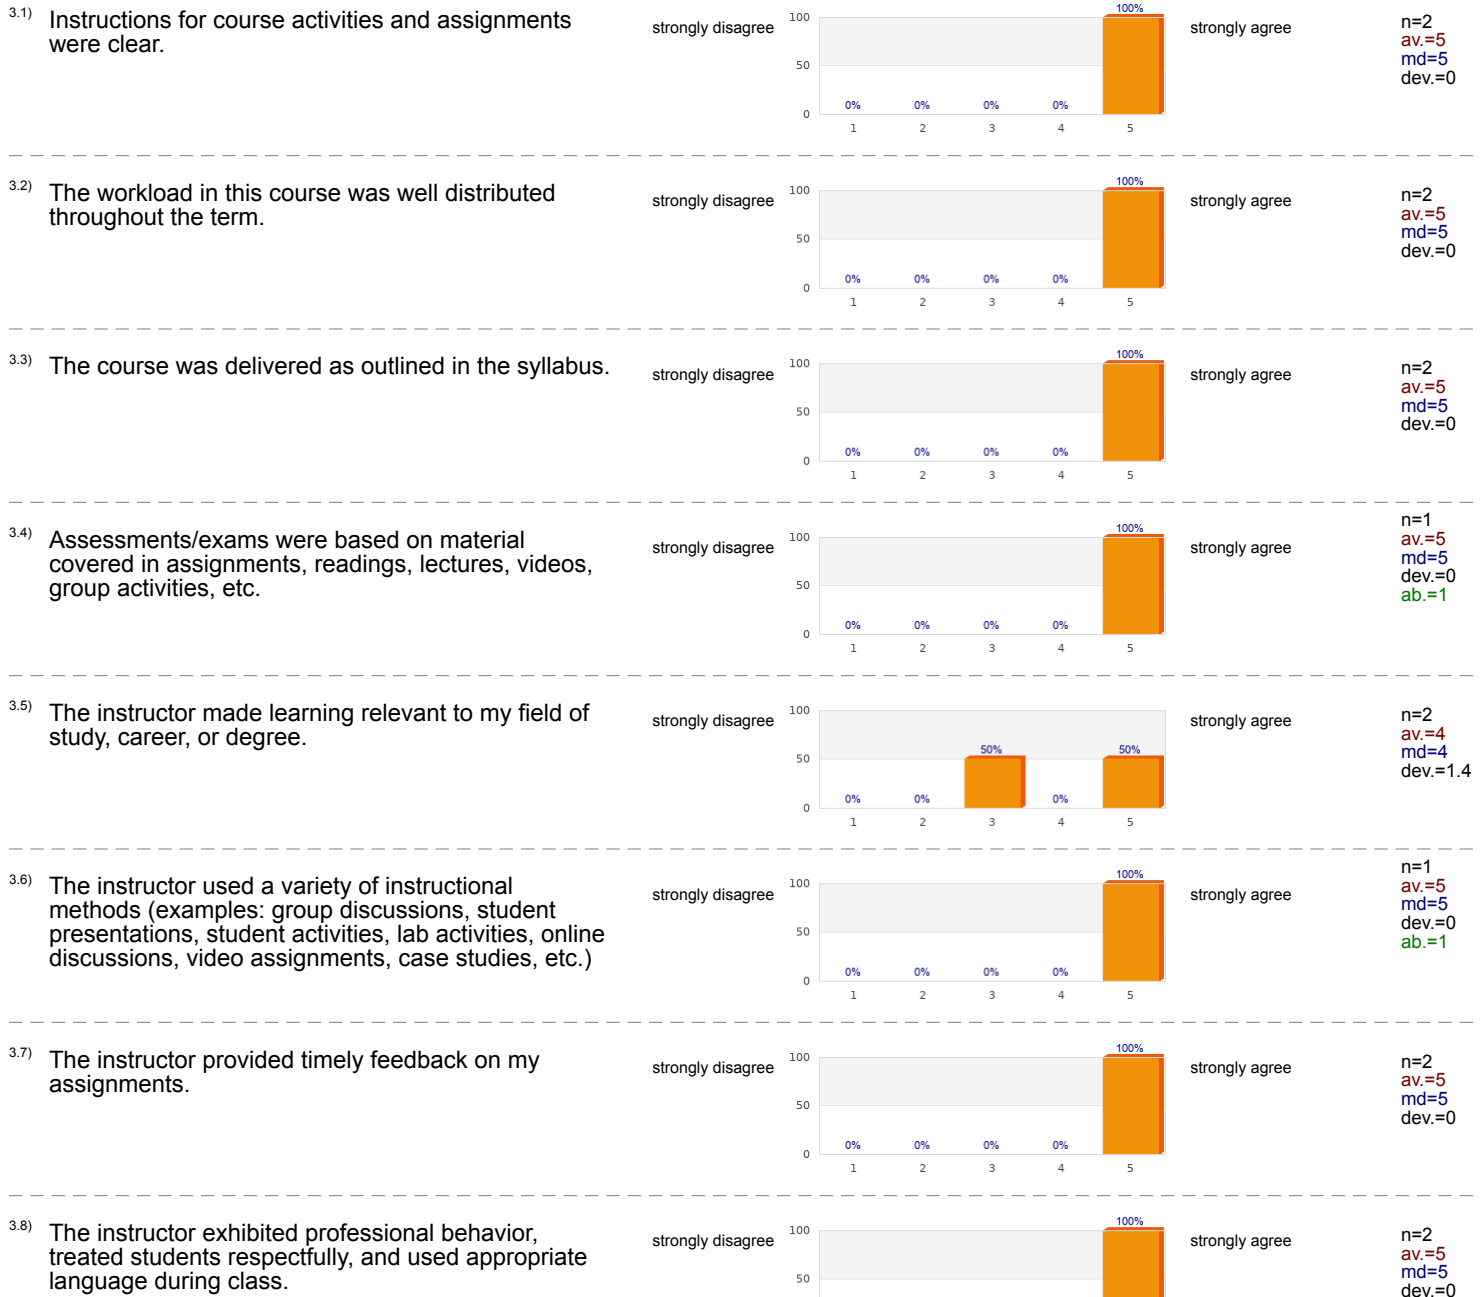 3.1) Instructions for course activities and assignments
were clear.
strongly disagree
100
50
0
0% 0% 0% 0% 100%
1 2 3 4 5
strongly agree
n=2
av.=5
md=5
dev.=0
3.2) The workload in this course was well distributed
throughout the term.
strongly disagree
100
50
0
0% 0% 0% 0% 100%
1 2 3 4 5
strongly agree
n=2
av.=5
md=5
dev.=0
3.3) The course was delivered as outlined in the syllabus.
strongly disagree
100
50
0
0% 0% 0% 0% 100%
1 2 3 4 5
strongly agree
n=2
av.=5
md=5
dev.=0
3.4) Assessments/exams were based on material
covered in assignments, readings, lectures, videos,
group activities, etc.
strongly disagree
100
50
0
0% 0% 0% 0% 100%
1 2 3 4 5
strongly agree
n=1
av.=5
md=5
dev.=0
ab.=1
3.5) The instructor made learning relevant to my field of
study, career, or degree.
strongly disagree
100
50
0
0% 0% 50% 0% 50%
1 2 3 4 5
strongly agree
n=2
av.=4
md=4
dev.=1.4
3.6) The instructor used a variety of instructional
methods (examples: group discussions, student
presentations, student activities, lab activities, online
discussions, video assignments, case studies, etc.)
strongly disagree
100
50
0
0% 0% 0% 0% 100%
1 2 3 4 5
strongly agree
n=1
av.=5
md=5
dev.=0
ab.=1
3.7) The instructor provided timely feedback on my
assignments.
strongly disagree
100
50
0
0% 0% 0% 0% 100%
1 2 3 4 5
strongly agree
n=2
av.=5
md=5
dev.=0
3.8) The instructor exhibited professional behavior,
treated students respectfully, and used appropriate
language during class.
strongly disagree
100
50
100%
strongly agree
n=2
av.=5
md=5
dev.=0